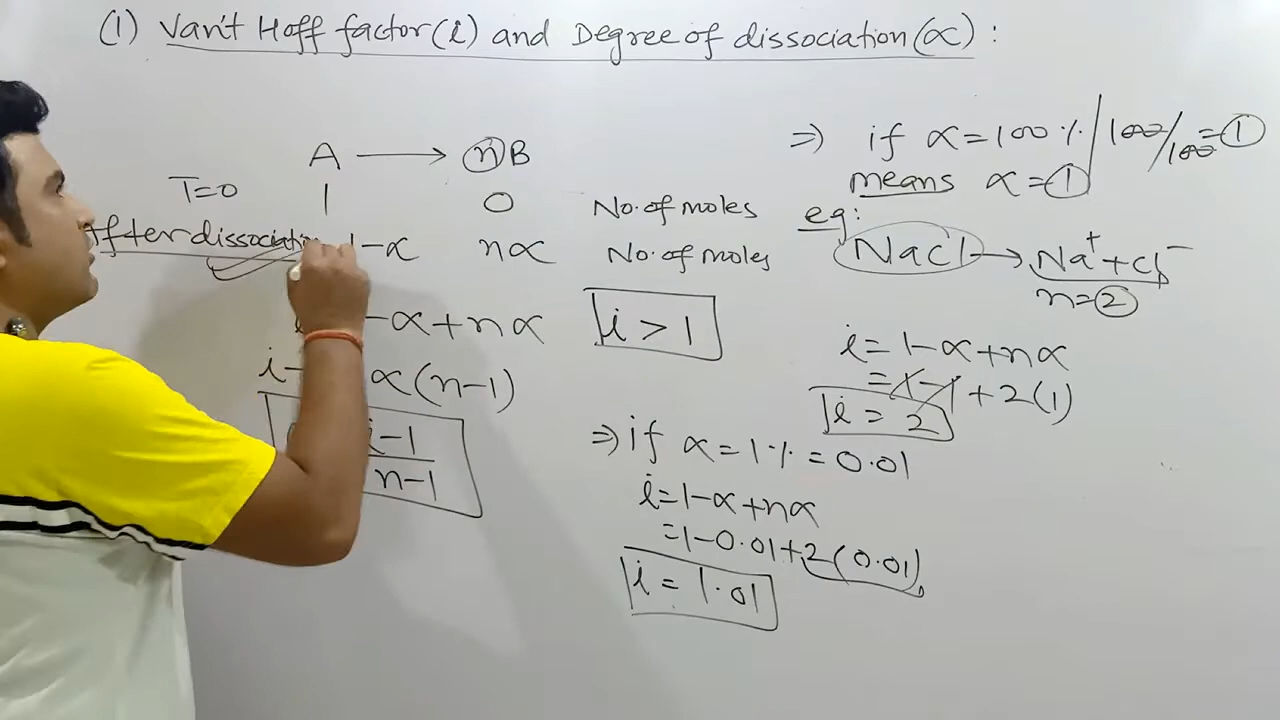 (1) Van't Hoff factor (i) and Degree of dissociation (α) :
A → nB
T=0 1 0 No. of moles
After dissociation 1-α nα No. of moles
-α+nα
i- α(n-1)
i-1
n-1
i > 1
⇒ if α = 100 % | 100/100 = 1
means α = 1
eg:
NaCl → Na⁺ + Cl⁻
n = 2
i = 1-α+nα
= 1-1 + 2(1)
i = 2
⇒ if α = 1% = 0.01
i = 1-α+nα
= 1-0.01+2(0.01)
i = 1.01